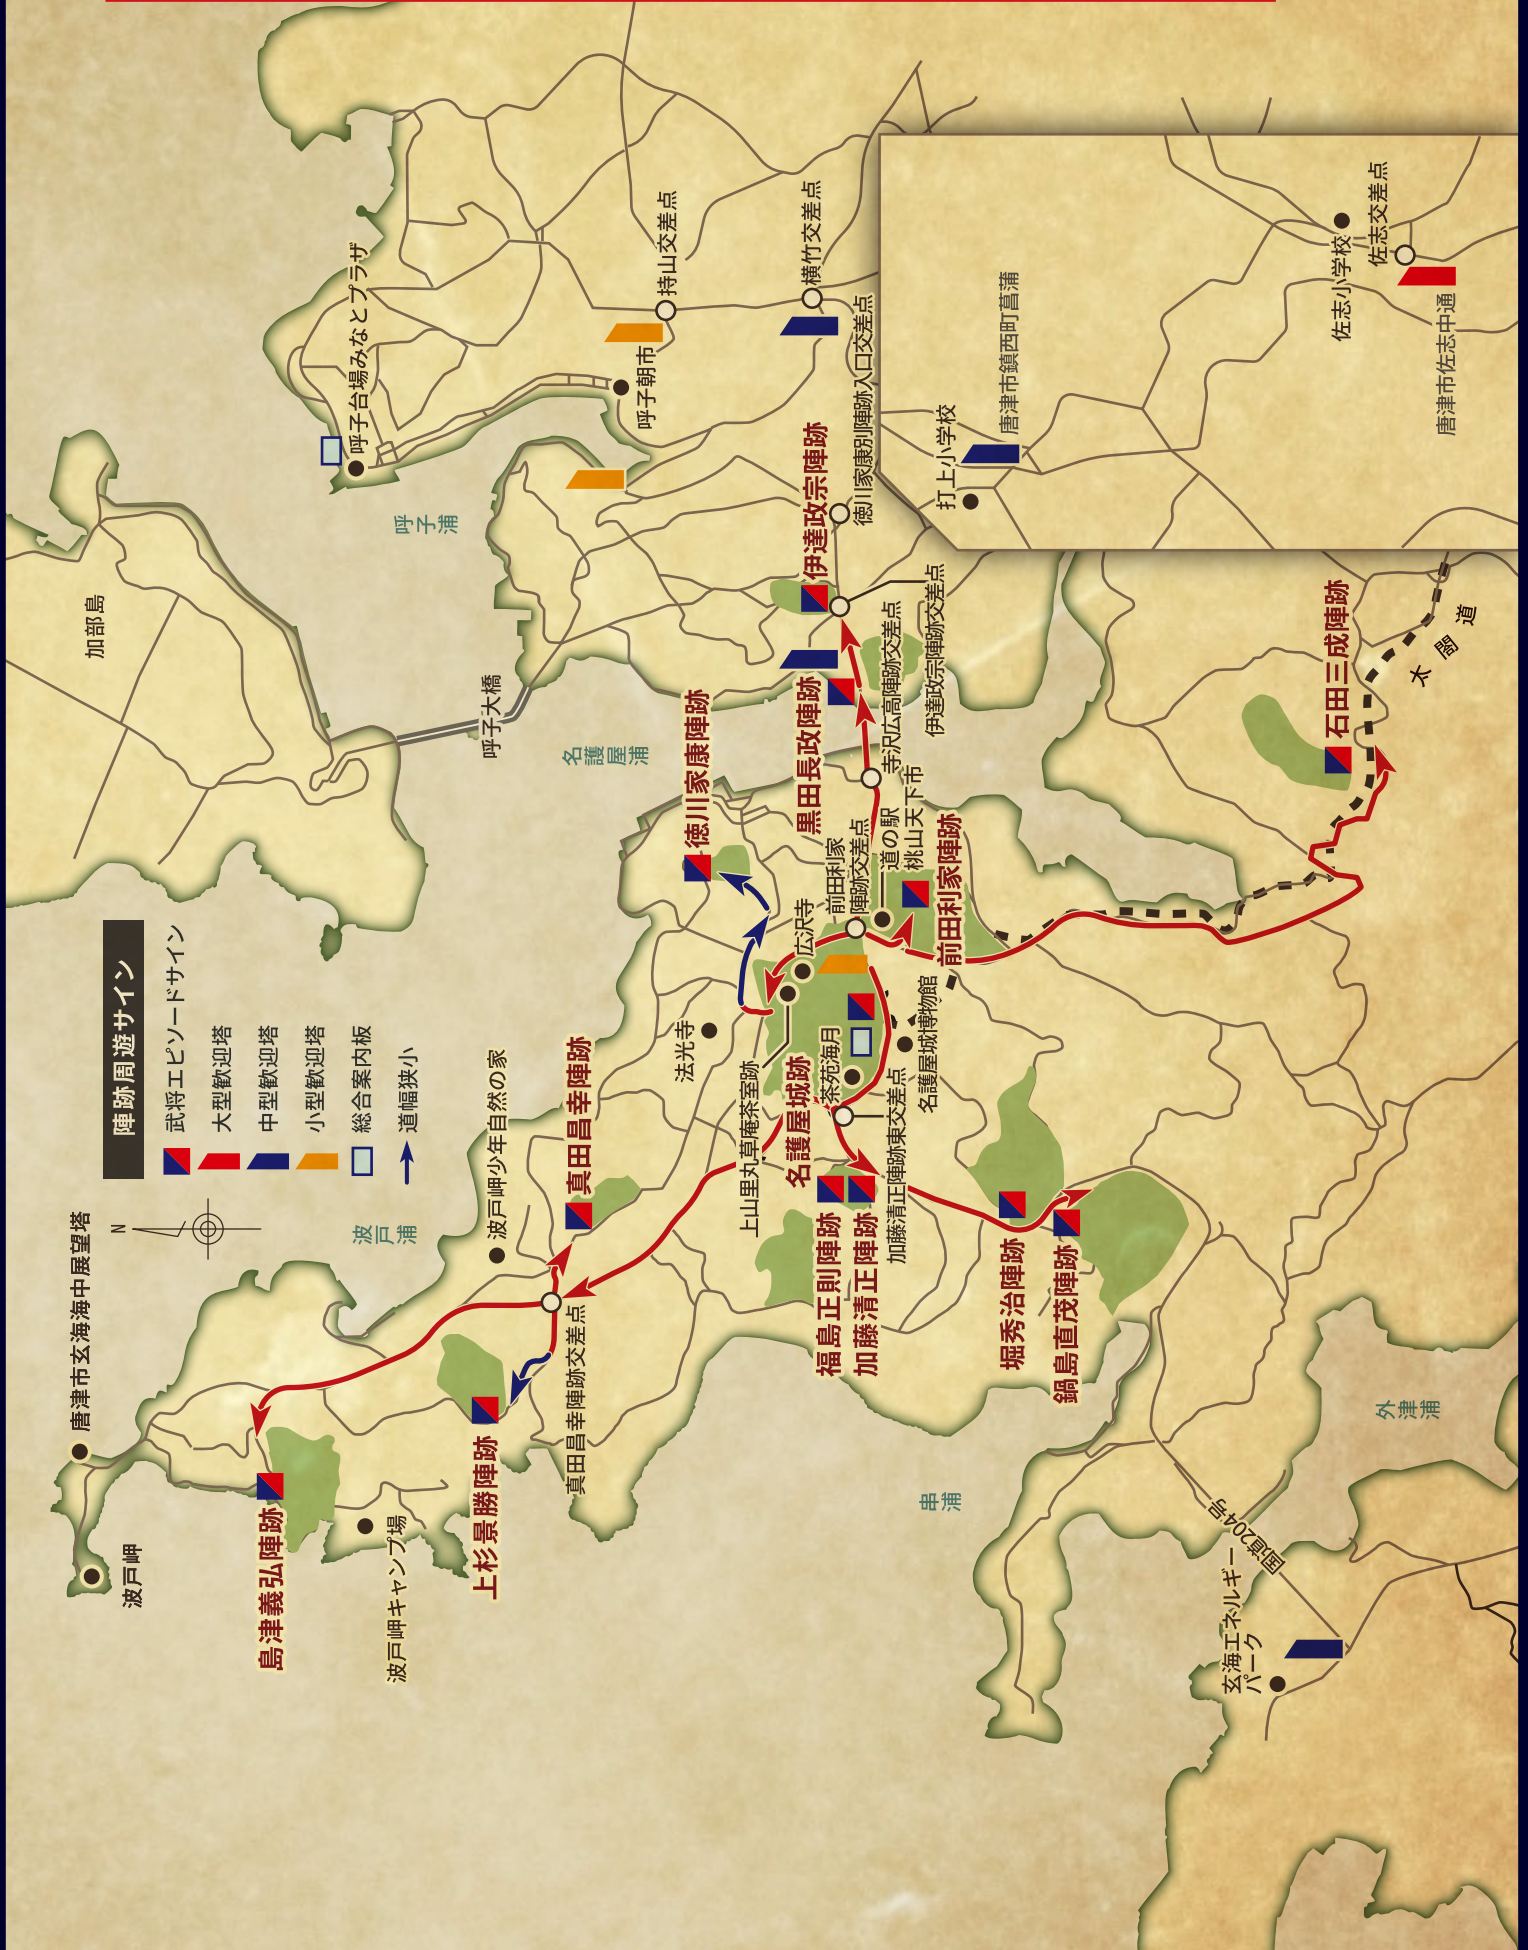 陣跡周遊サイン
武将エピソードサイン
大型歓迎塔
中型歓迎塔
小型歓迎塔
総合案内板
道幅狭小
N
波戸岬
唐津市玄海海中展望塔
島津義弘陣跡
波戸岬キャンプ場
上杉景勝陣跡
波戸浦
波戸岬少年自然の家
真田昌幸陣跡
真田昌幸陣跡交差点
加部島
呼子大橋
呼子浦
名護屋浦
呼子台場みなとプラザ
呼子朝市
持山交差点
横竹交差点
徳川家康別陣跡入口交差点
伊達政宗陣跡
伊達政宗陣跡交差点
寺沢広高陣跡交差点
黒田長政陣跡
徳川家康陣跡
法光寺
広沢寺
前田利家
陣跡交差点
道の駅
桃山天下市
前田利家陣跡
上山里丸草庵茶室跡
名護屋城跡
茶苑海月
名護屋城博物館
加藤清正陣跡東交差点
福島正則陣跡
加藤清正陣跡
堀秀治陣跡
鍋島直茂陣跡
串浦
外津浦
国道204号
玄海エネルギー
パーク
石田三成陣跡
太閤道
打上小学校
唐津市鎮西町菖蒲
佐志小学校
佐志交差点
唐津市佐志中通